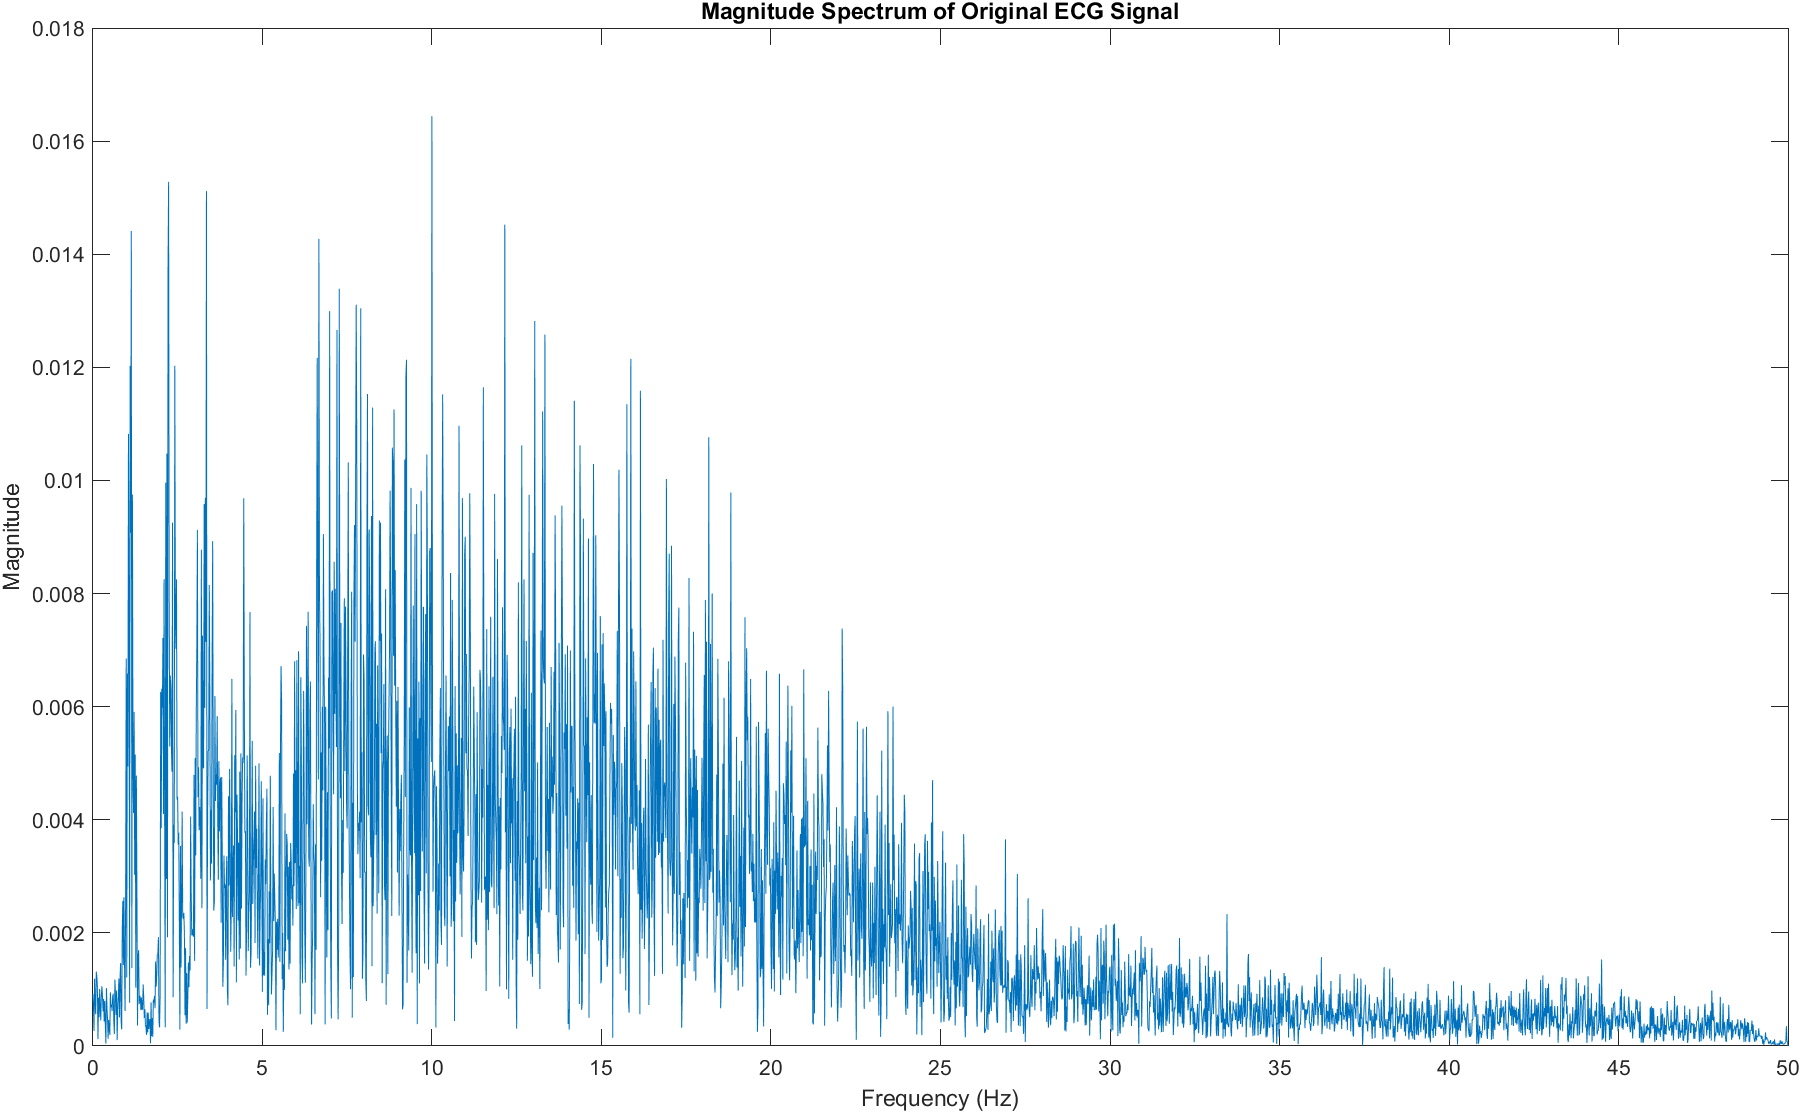 Magnitude Spectrum of Original ECG Signal
0.018
0.016
0.014
0.012
0.01
0.008
0.006
0.004
0.002
0
Magnitude
0 5 10 15 20 25 30 35 40 45 50
Frequency (Hz)